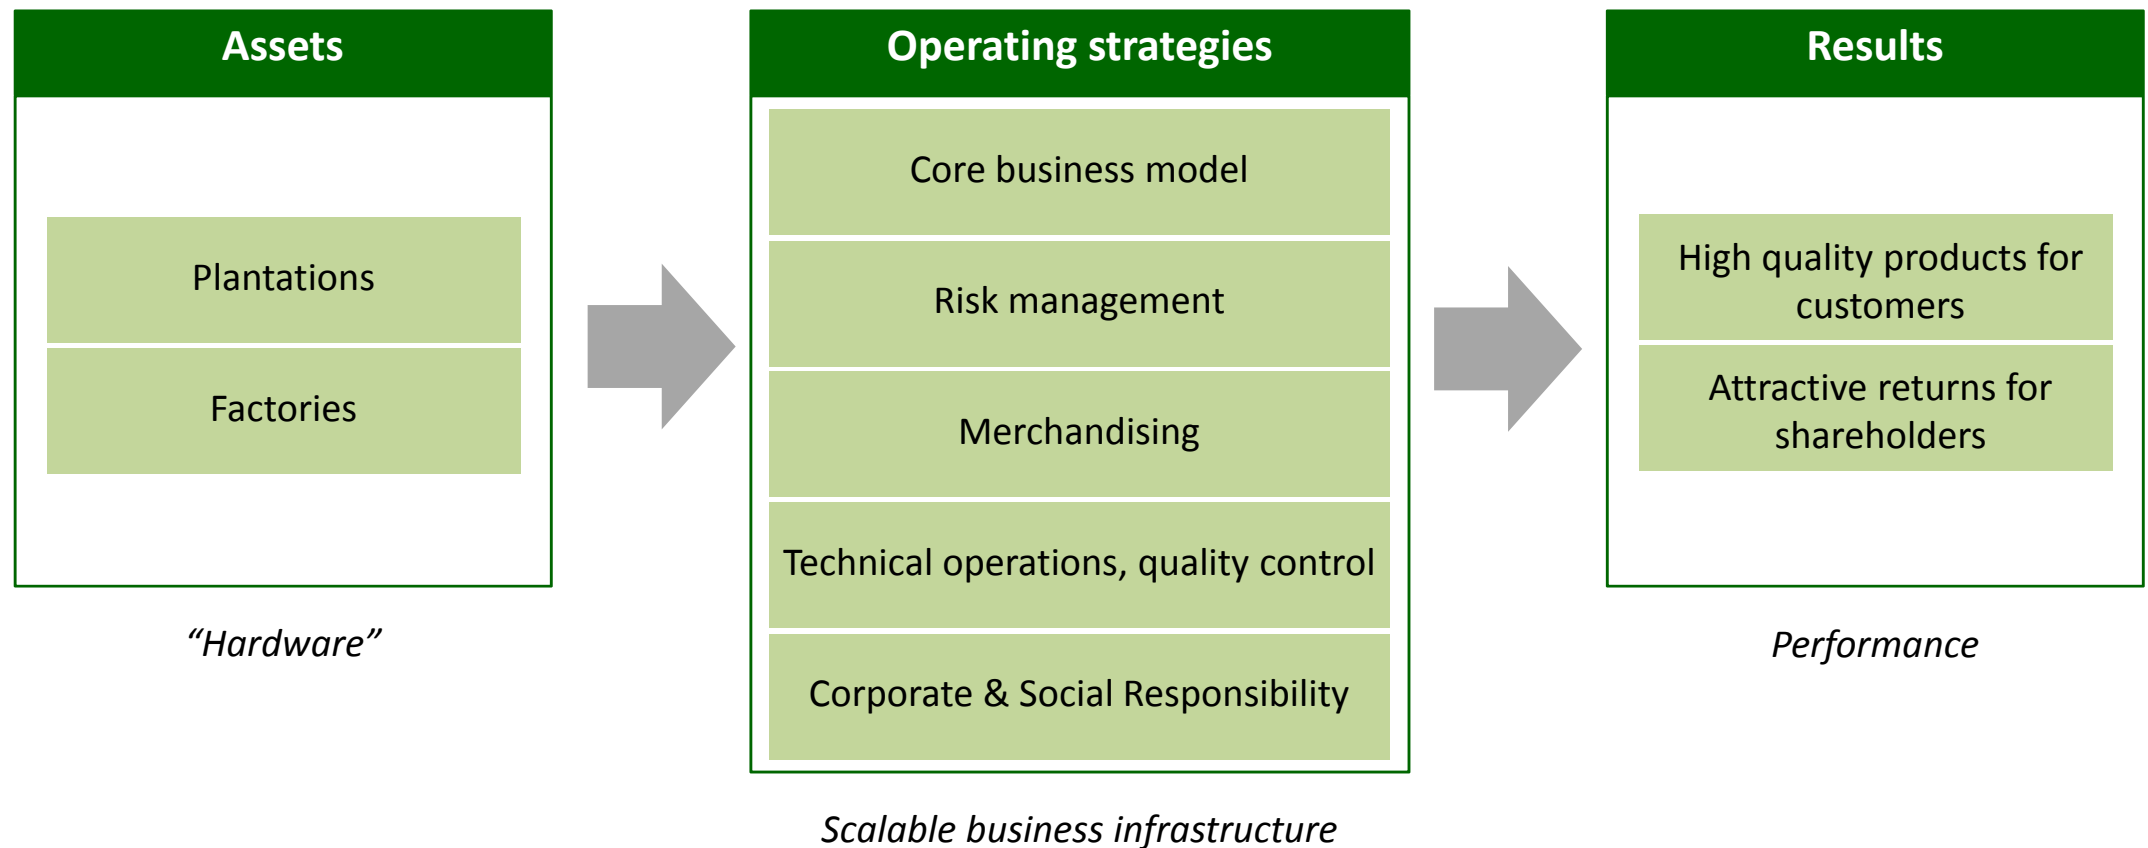 Assets
Plantations
Factories
“Hardware”
Operating strategies
Core business model
Risk management
Merchandising
Technical operations, quality control
Corporate & Social Responsibility
Scalable business infrastructure
Results
High quality products for
customers
Attractive returns for
shareholders
Performance